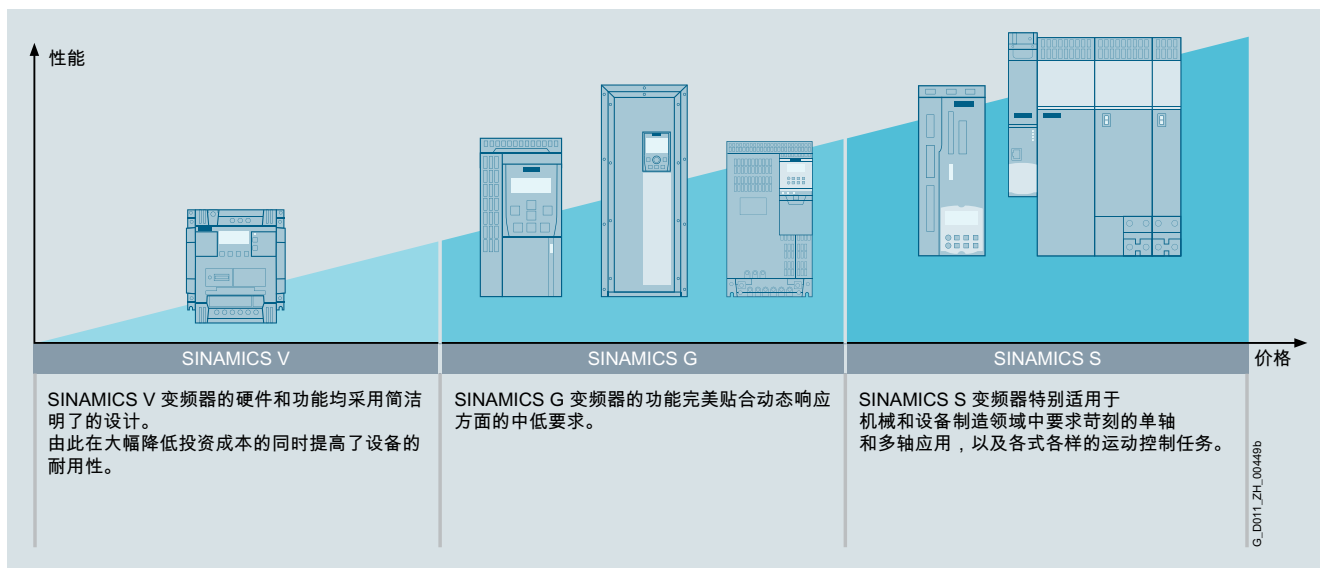 性能
SINAMICS V
SINAMICS G
SINAMICS S
价格
SINAMICS V 变频器的硬件和功能均采用简洁
明了的设计。
由此在大幅降低投资成本的同时提高了设备的
耐用性。
SINAMICS G 变频器的功能完美贴合动态响应
方面的中低要求。
SINAMICS S 变频器特别适用于
机械和设备制造领域中要求苛刻的单轴
和多轴应用，以及各式各样的运动控制任务。
G_D011_ZH_00449b